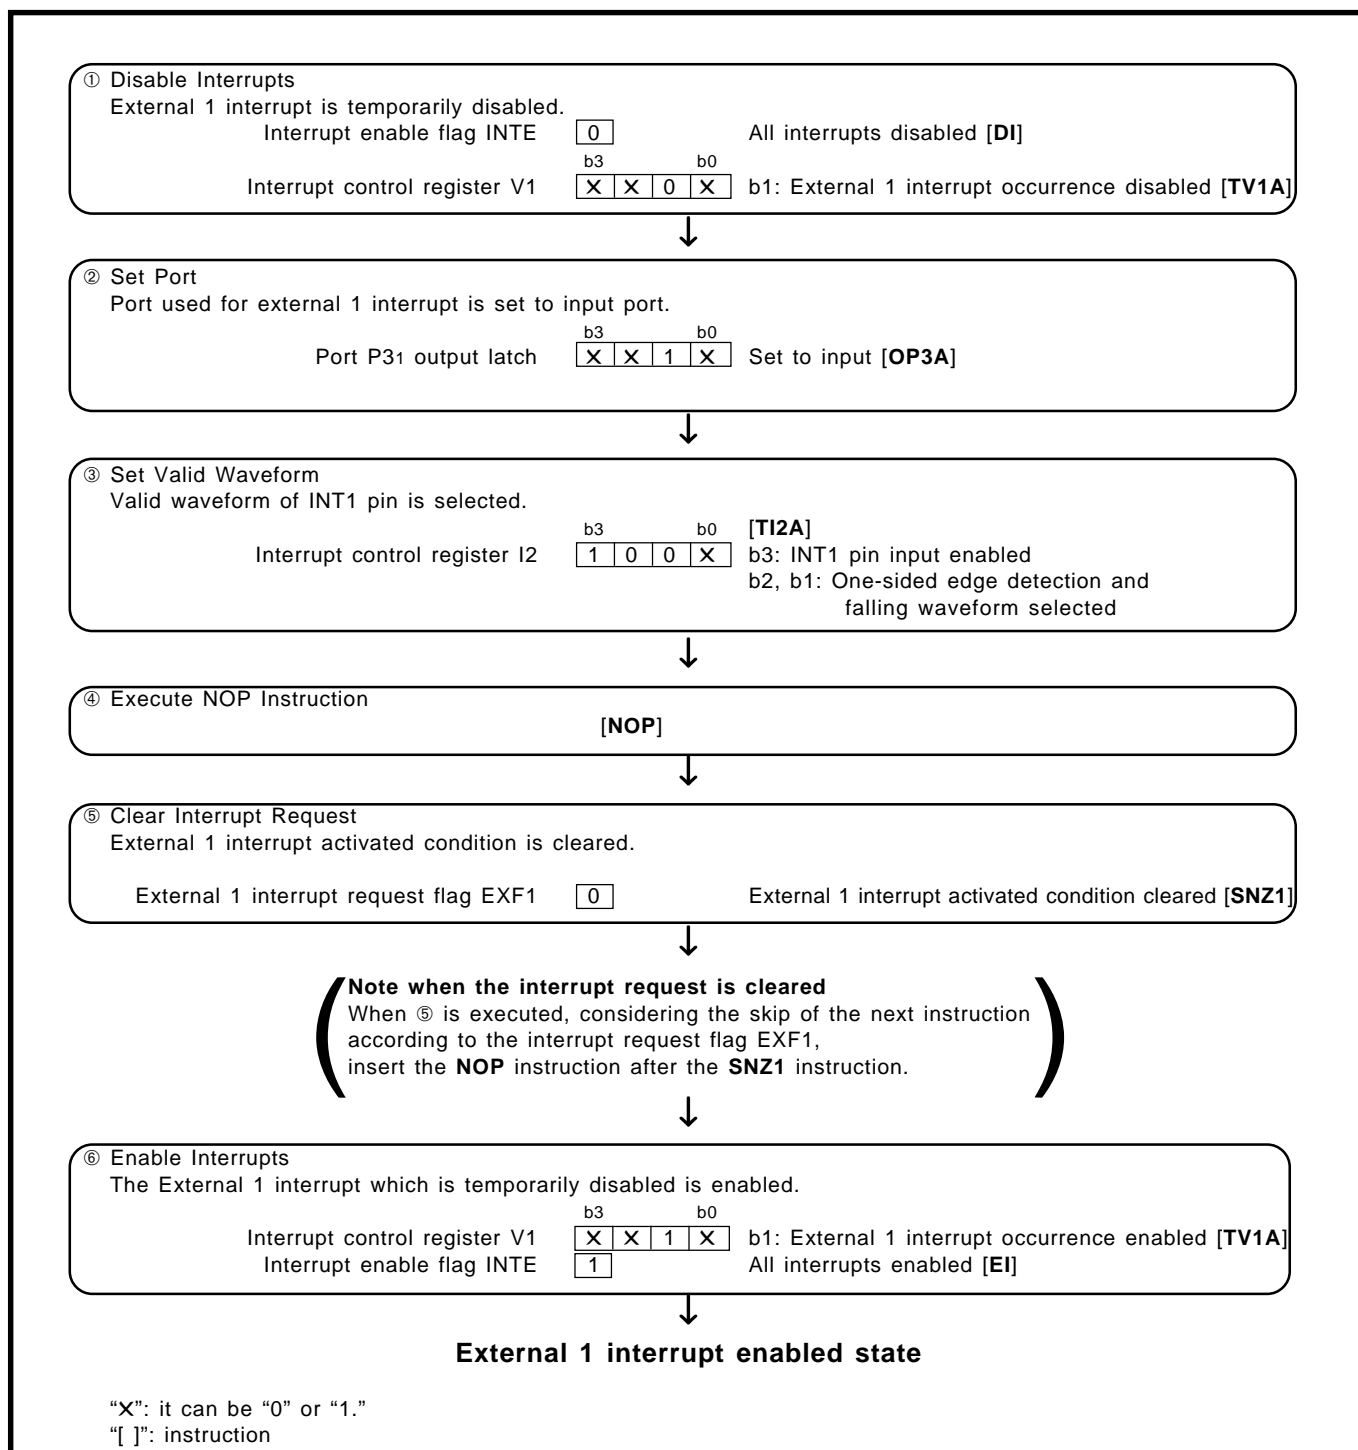 ① Disable Interrupts
External 1 interrupt is temporarily disabled.
Interrupt enable flag INTE 0 All interrupts disabled [DI]
b3 b0
Interrupt control register V1 X X 0 X b1: External 1 interrupt occurrence disabled [TV1A]
↓
② Set Port
Port used for external 1 interrupt is set to input port.
b3 b0
Port P31 output latch X X 1 X Set to input [OP3A]
↓
③ Set Valid Waveform
Valid waveform of INT1 pin is selected.
b3 b0 [TI2A]
Interrupt control register I2 1 0 0 X b3: INT1 pin input enabled
b2, b1: One-sided edge detection and
falling waveform selected
↓
④ Execute NOP Instruction
[NOP]
↓
⑤ Clear Interrupt Request
External 1 interrupt activated condition is cleared.
External 1 interrupt request flag EXF1 0 External 1 interrupt activated condition cleared [SNZ1]
↓
(Note when the interrupt request is cleared
When ⑤ is executed, considering the skip of the next instruction
according to the interrupt request flag EXF1,
insert the NOP instruction after the SNZ1 instruction.)
↓
⑥ Enable Interrupts
The External 1 interrupt which is temporarily disabled is enabled.
b3 b0
Interrupt control register V1 X X 1 X b1: External 1 interrupt occurrence enabled [TV1A]
Interrupt enable flag INTE 1 All interrupts enabled [EI]
↓
External 1 interrupt enabled state
“X”: it can be “0” or “1.”
“[ ]”: instruction